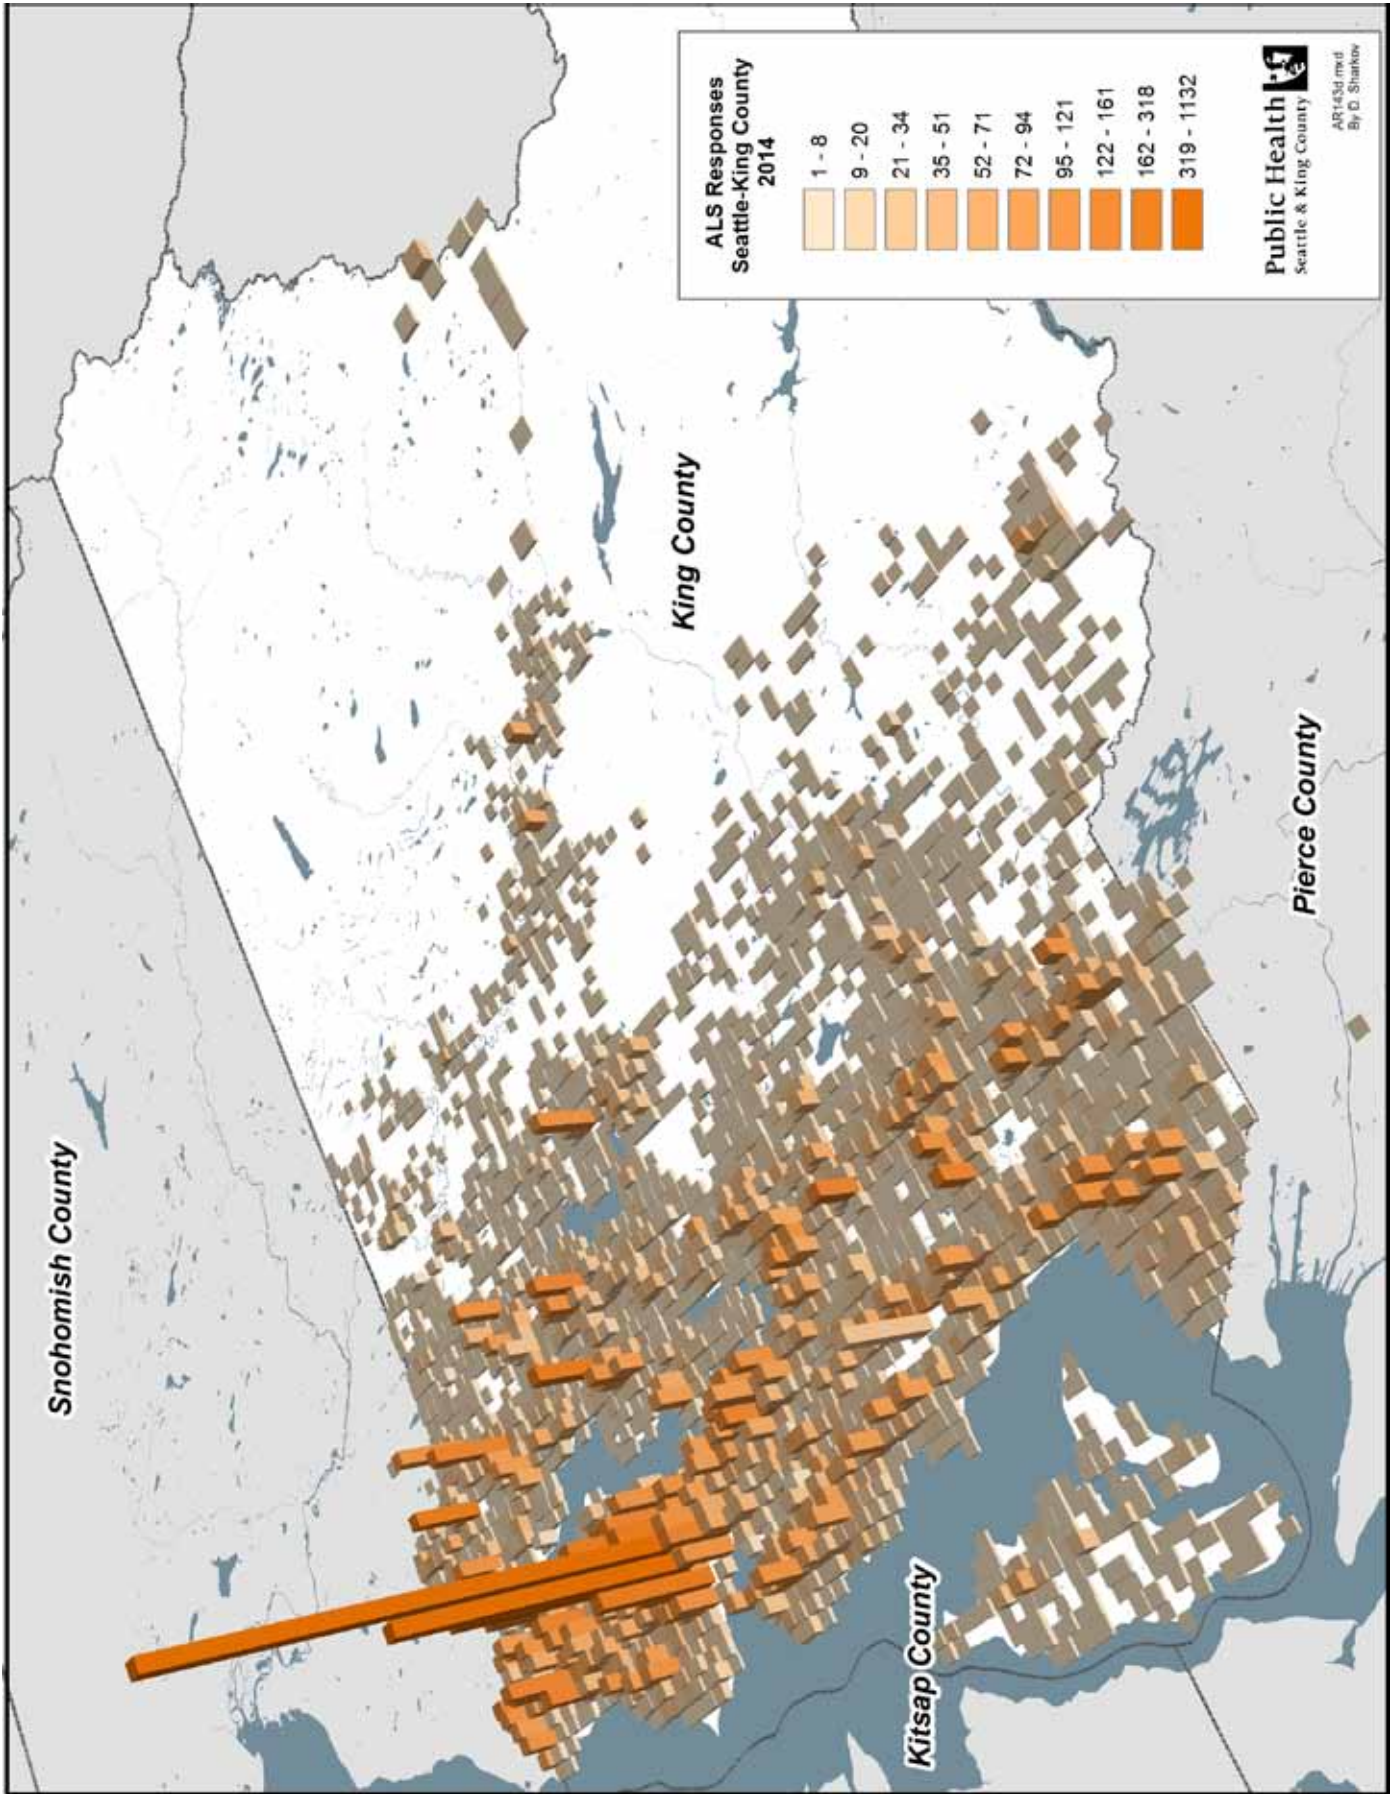 Snohomish County
King County
Pierce County
Kitsap County
ALS Responses
Seattle-King County
2014
1 - 8
9 - 20
21 - 34
35 - 51
52 - 71
72 - 94
95 - 121
122 - 161
162 - 318
319 - 1132
Public Health
Seattle & King County
AR143d.mxd
By D. Sharkov